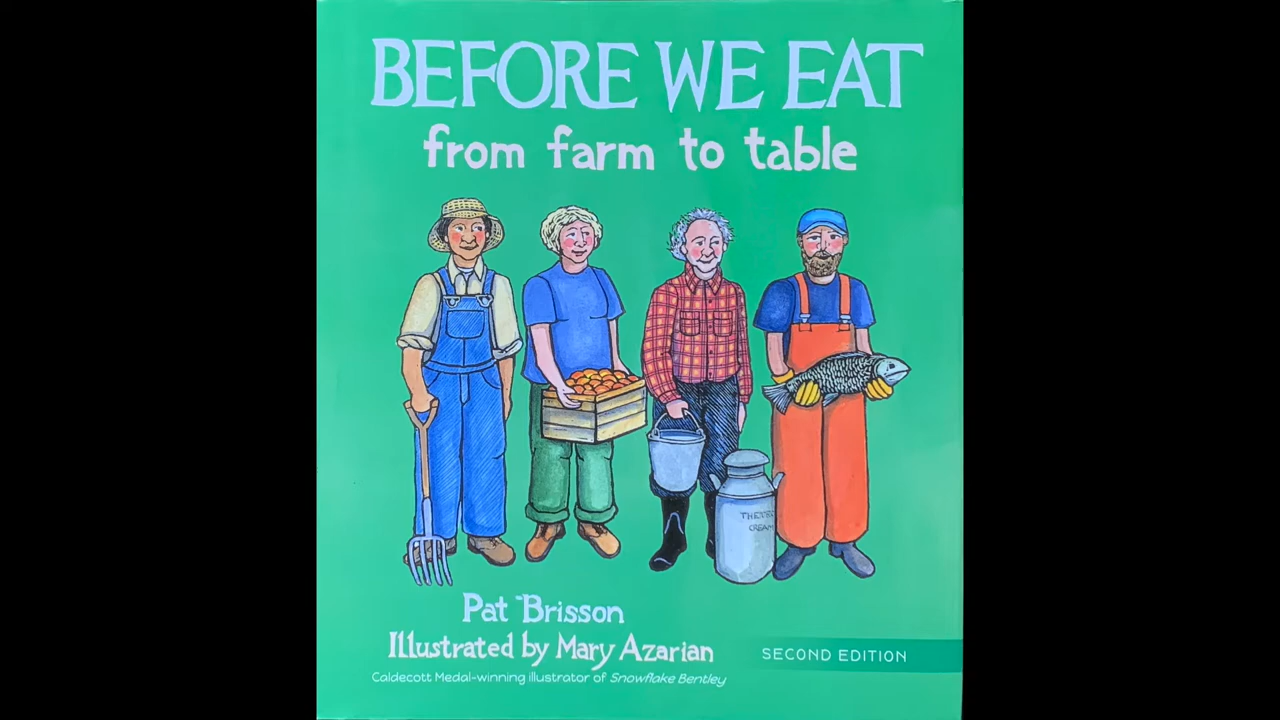 BEFORE WE EAT
from farm to table
CREAM
Pat Brisson
Illustrated by Mary Azarian
Caldecott Medal-winning illustrator of Snowflake Bentley
SECOND EDITION